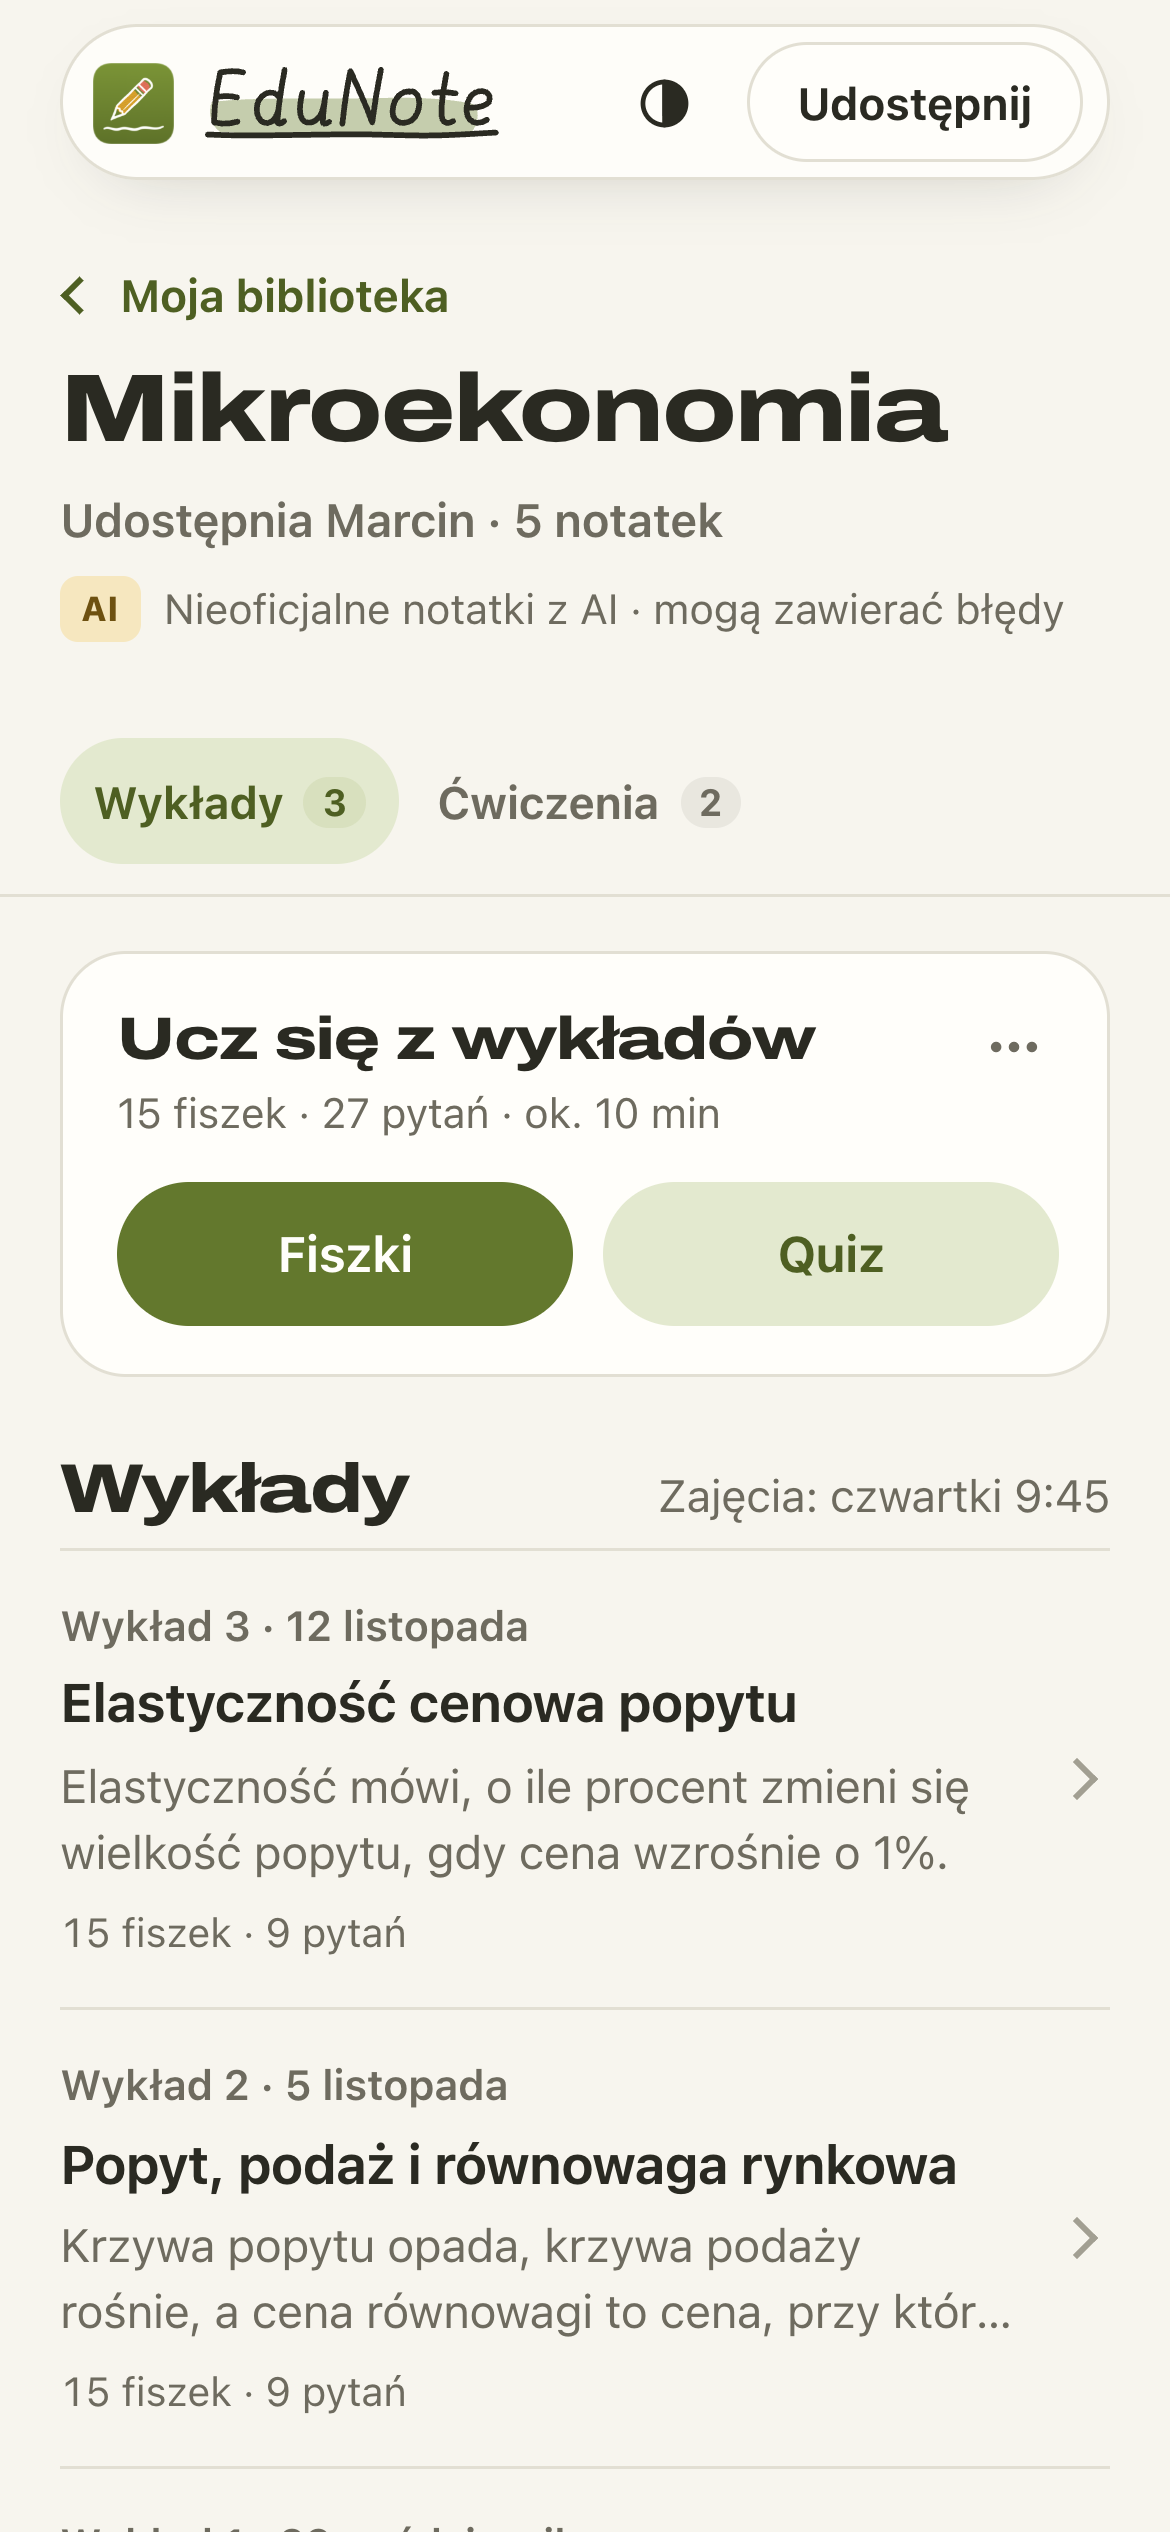 EduNote
Udostępnij
Moja biblioteka
Mikroekonomia
Udostępnia Marcin · 5 notatek
AI Nieoficjalne notatki z AI · mogą zawierać błędy
Wykłady 3 Ćwiczenia 2
Ucz się z wykładów
15 fiszek · 27 pytań · ok. 10 min
Fiszki Quiz
Wykłady Zajęcia: czwartki 9:45
Wykład 3 · 12 listopada
Elastyczność cenowa popytu
Elastyczność mówi, o ile procent zmieni się
wielkość popytu, gdy cena wzrośnie o 1%.
15 fiszek · 9 pytań
Wykład 2 · 5 listopada
Popyt, podaż i równowaga rynkowa
Krzywa popytu opada, krzywa podaży
rośnie, a cena równowagi to cena, przy któr...
15 fiszek · 9 pytań